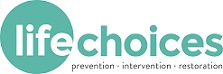 lifechoices
prevention · intervention · restoration